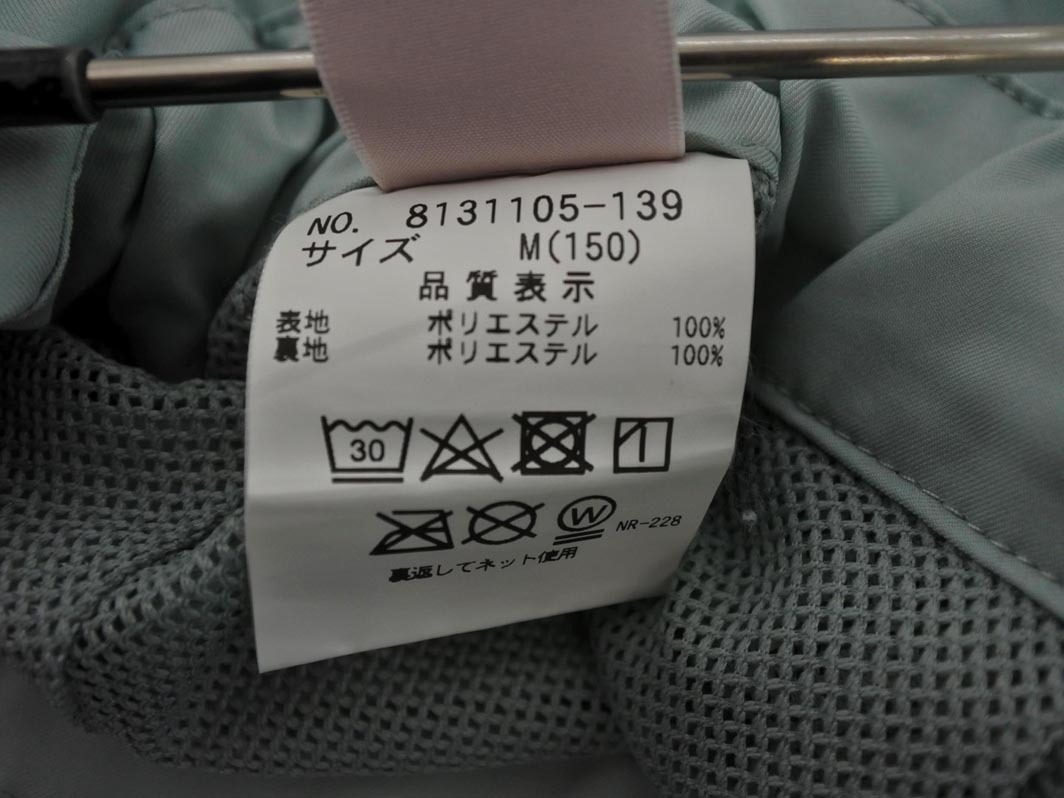 NO. 8131105-139
サイズ M(150)
品質表示
表地 ポリエステル 100%
裏地 ポリエステル 100%
30
W NR-228
裏返してネット使用